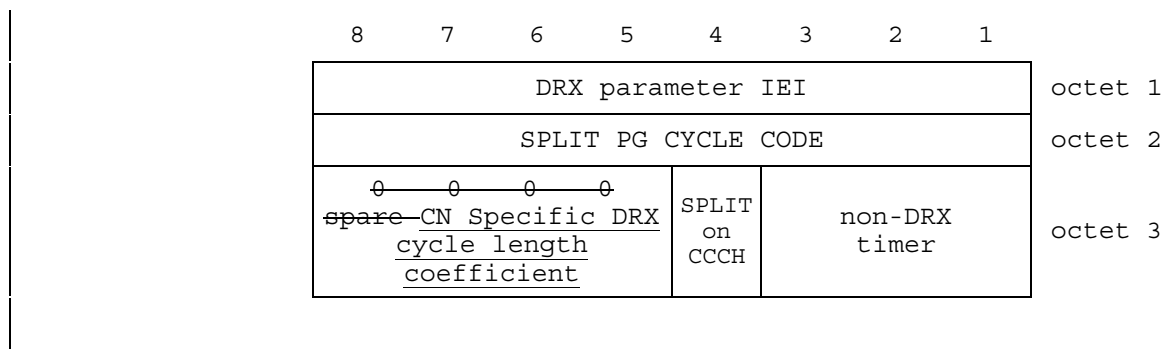 8 7 6 5 4 3 2 1
DRX parameter IEI octet 1
SPLIT PG CYCLE CODE octet 2
0 0 0 0
spare CN Specific DRX
cycle length
coefficient
SPLIT
on
CCCH
non-DRX
timer
octet 3